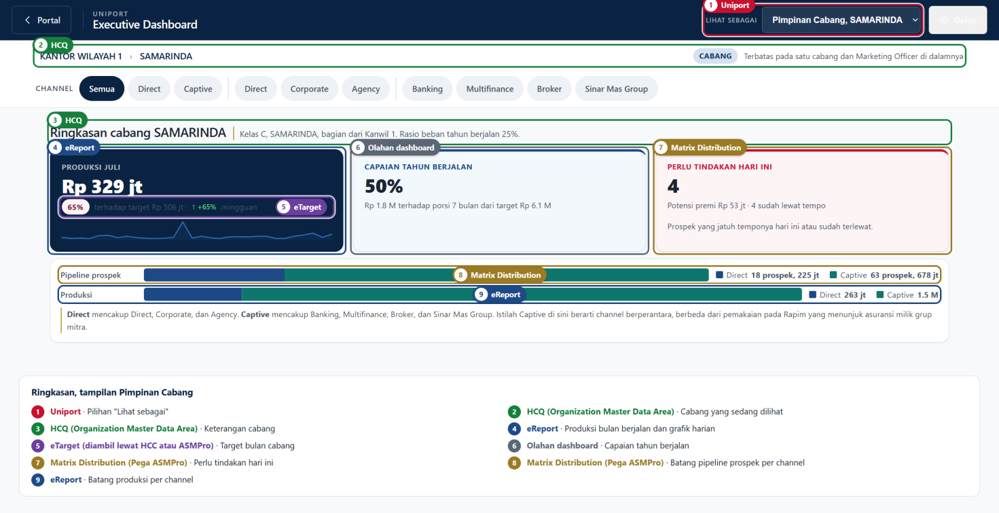 Portal
UNIPORT
Executive Dashboard
1 Uniport
LIHAT SEBAGAI
Pimpinan Cabang, SAMARINDA
Gelap
2 HCQ
KANTOR WILAYAH 1 › SAMARINDA
CABANG Terbatas pada satu cabang dan Marketing Officer di dalamnya
CHANNEL Semua Direct Captive Direct Corporate Agency Banking Multifinance Broker Sinar Mas Group
3 HCQ
Ringkasan cabang SAMARINDA Kelas C, SAMARINDA, bagian dari Kanwil 1. Rasio beban tahun berjalan 25%.
4 eReport
PRODUKSI JULI
Rp 329 jt
65% terhadap target Rp 506 jt · ↑ +65% mingguan 5 eTarget
6 Olahan dashboard
CAPAIAN TAHUN BERJALAN
50%
Rp 1.8 M terhadap porsi 7 bulan dari target Rp 6.1 M
7 Matrix Distribution
PERLU TINDAKAN HARI INI
4
Potensi premi Rp 53 jt · 4 sudah lewat tempo
Prospek yang jatuh temponya hari ini atau sudah terlewat.
Pipeline prospek 8 Matrix Distribution Direct 18 prospek, 225 jt Captive 63 prospek, 678 jt
Produksi 9 eReport Direct 263 jt Captive 1.5 M
Direct mencakup Direct, Corporate, dan Agency. Captive mencakup Banking, Multifinance, Broker, dan Sinar Mas Group. Istilah Captive di sini berarti channel berperantara, berbeda dari pemakaian pada Rapim yang menunjuk asuransi milik grup
mitra.
Ringkasan, tampilan Pimpinan Cabang
1 Uniport · Pilihan "Lihat sebagai"
2 HCQ (Organization Master Data Area) · Cabang yang sedang dilihat
3 HCQ (Organization Master Data Area) · Keterangan cabang
4 eReport · Produksi bulan berjalan dan grafik harian
5 eTarget (diambil lewat HCC atau ASMPro) · Target bulan cabang
6 Olahan dashboard · Capaian tahun berjalan
7 Matrix Distribution (Pega ASMPro) · Perlu tindakan hari ini
8 Matrix Distribution (Pega ASMPro) · Batang pipeline prospek per channel
9 eReport · Batang produksi per channel